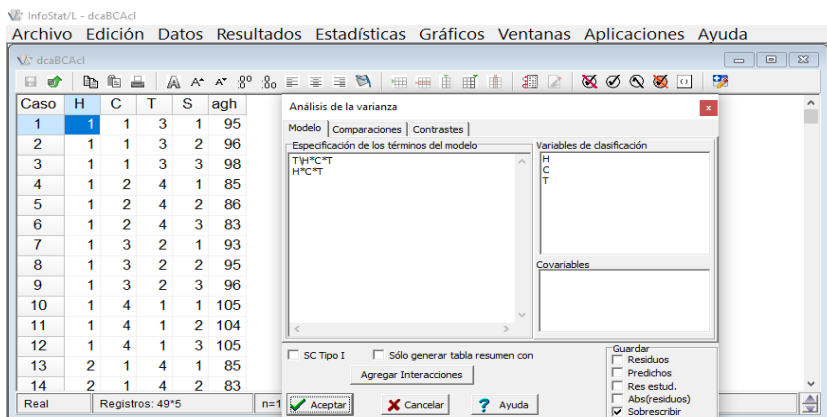 InfoStat/L - dcaBCAcl
Archivo Edición Datos Resultados Estadísticas Gráficos Ventanas Aplicaciones Ayuda
dcaBCAcl
Caso H C T S agh
1 1 1 3 1 95
2 1 1 3 2 96
3 1 1 3 3 98
4 1 2 4 1 85
5 1 2 4 2 86
6 1 2 4 3 83
7 1 3 2 1 93
8 1 3 2 2 95
9 1 3 2 3 96
10 1 4 1 1 105
11 1 4 1 2 104
12 1 4 1 3 105
13 2 1 4 1 85
14 2 1 4 2 83
Real Registros: 49*5 n=1
Análisis de la varianza
Modelo Comparaciones Contrastes
Especificación de los términos del modelo
T\H*C*T
H*C*T
Variables de clasificación
H
C
T
Covariables
SC Tipo I Sólo generar tabla resumen con
Agregar Interacciones
Aceptar Cancelar Ayuda
Guardar
Residuos
Predichos
Res estud.
Abs(residuos)
Sobrescribir